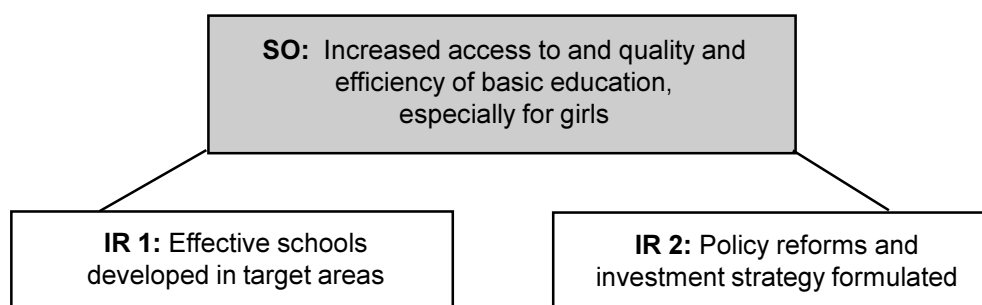 SO: Increased access to and quality and
efficiency of basic education,
especially for girls
IR 1: Effective schools
developed in target areas
IR 2: Policy reforms and
investment strategy formulated